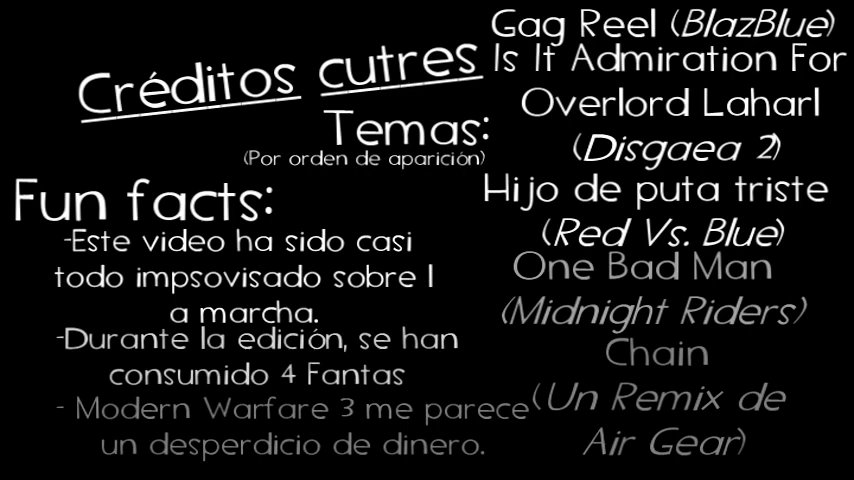 Créditos cutres
Temas:
(Por orden de aparición)
Gag Reel (BlazBlue)
Is It Admiration For
Overlord Laharl
(Disgaea 2)
Hijo de puta triste
(Red Vs. Blue)
One Bad Man
(Midnight Riders)
Chain
(Un Remix de
Air Gear)
Fun facts:
-Este video ha sido casi
todo impsovisado sobre l
a marcha.
-Durante la edición, se han
consumido 4 Fantas
- Modern Warfare 3 me parece
un desperdicio de dinero.